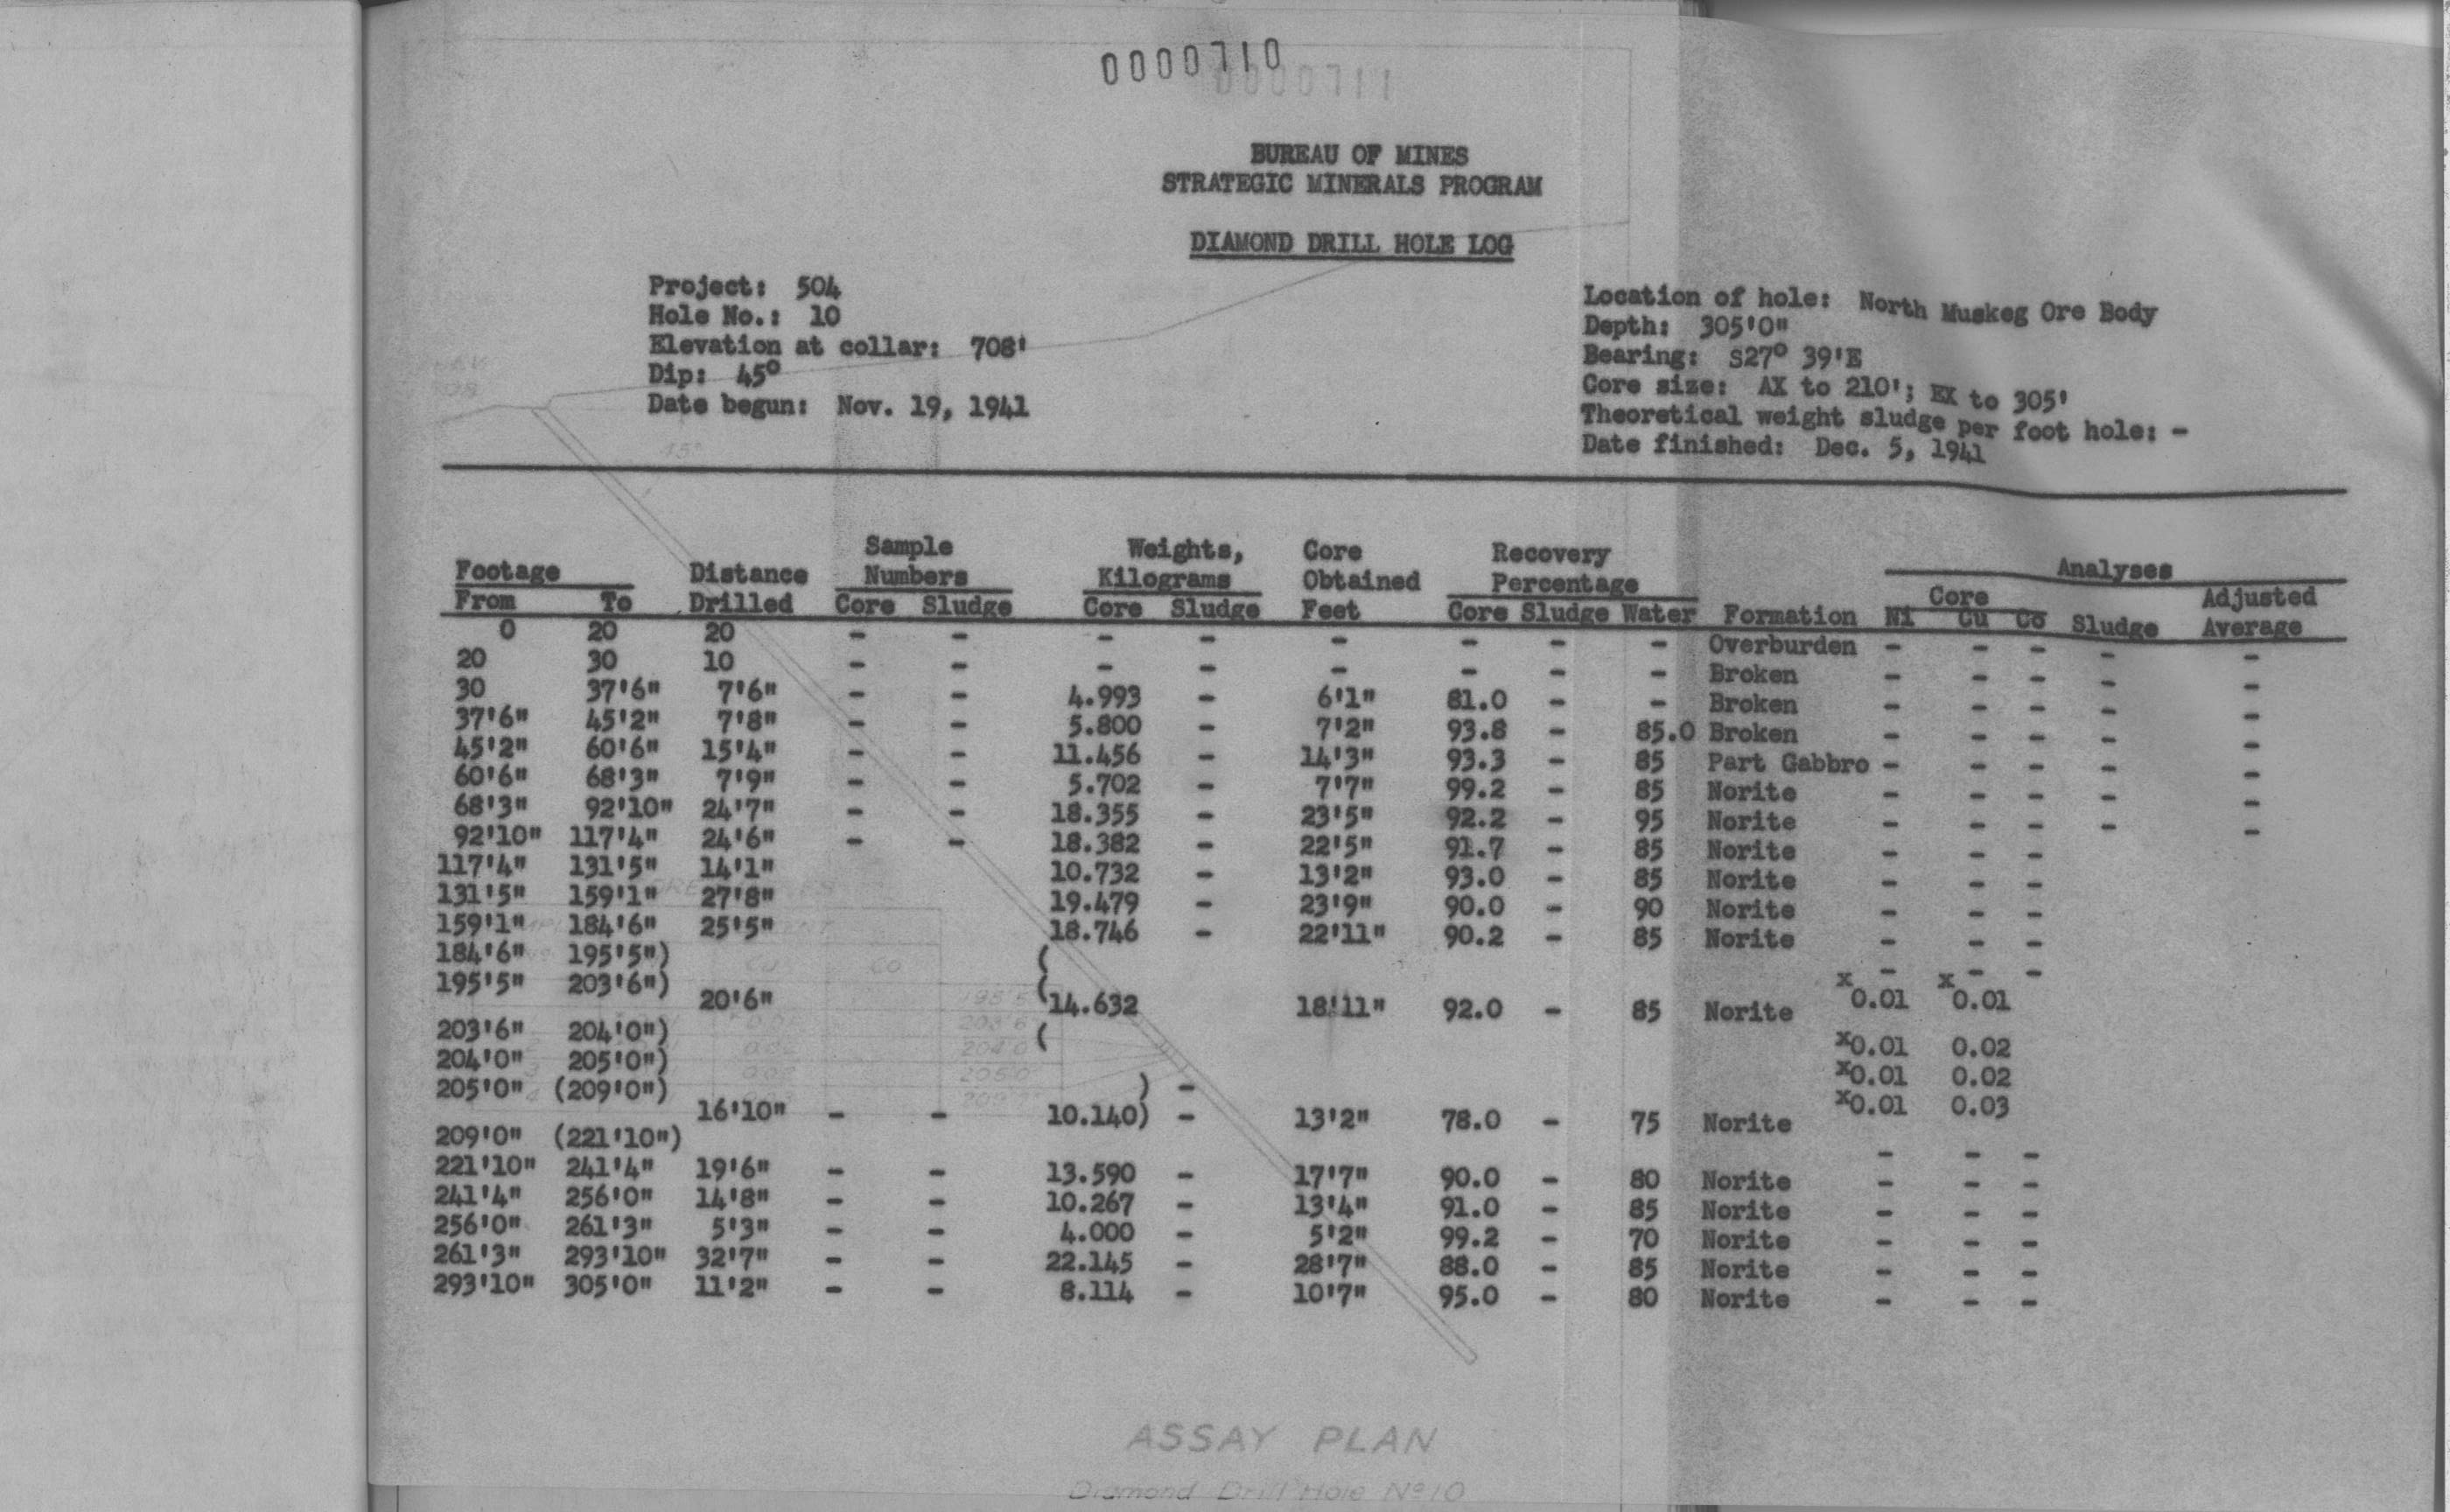 0000710
0000711
BUREAU OF MINES
STRATEGIC MINERALS PROGRAM
DIAMOND DRILL HOLE LOG
Project: 504
Hole No.: 10
Elevation at collar: 708'
Dip: 45°
Date begun: Nov. 19, 1941
Location of hole: North Muskeg Ore Body
Depth: 305'0"
Bearing: S27° 39'E
Core size: AX to 210'; EX to 305'
Theoretical weight sludge per foot hole: -
Date finished: Dec. 5, 1941
Sample Weights, Core Recovery Analyses
Footage Distance Numbers Kilograms Obtained Percentage Core Adjusted
From To Drilled Core Sludge Core Sludge Feet Core Sludge Water Formation Ni Cu Co Sludge Average
0 20 20 - - - - - - - - Overburden - - - - -
20 30 10 - - - - - - - - Broken - - - - -
30 37'6" 7'6" - - 4.993 - 6'1" 81.0 - - Broken - - - - -
37'6" 45'2" 7'8" - - 5.800 - 7'2" 93.8 - 85.0 Broken - - - - -
45'2" 60'6" 15'4" - - 11.456 - 14'3" 93.3 - 85 Part Gabbro - - - - -
60'6" 68'3" 7'9" - - 5.702 - 7'7" 99.2 - 85 Norite - - - - -
68'3" 92'10" 24'7" - - 18.355 - 23'5" 92.2 - 95 Norite - - - - -
92'10" 117'4" 24'6" - - 18.382 - 22'5" 91.7 - 85 Norite - - -
117'4" 131'5" 14'1" 10.732 - 13'2" 93.0 - 85 Norite - - -
131'5" 159'1" 27'8" 19.479 - 23'9" 90.0 - 90 Norite - - -
159'1" 184'6" 25'5" 18.746 - 22'11" 90.2 - 85 Norite - - -
184'6" 195'5") ( - - -
195'5" 203'6") ( x0.01 x0.01
20'6" 14.632 18'11" 92.0 - 85 Norite
203'6" 204'0") ( x0.01 0.02
204'0" 205'0") x0.01 0.02
205'0" (209'0") ) - x0.01 0.03
16'10" - - 10.140) - 13'2" 78.0 - 75 Norite
209'0" (221'10") - - -
221'10" 241'4" 19'6" - - 13.590 - 17'7" 90.0 - 80 Norite - - -
241'4" 256'0" 14'8" - - 10.267 - 13'4" 91.0 - 85 Norite - - -
256'0" 261'3" 5'3" - - 4.000 - 5'2" 99.2 - 70 Norite - - -
261'3" 293'10" 32'7" - - 22.145 - 28'7" 88.0 - 85 Norite - - -
293'10" 305'0" 11'2" - - 8.114 - 10'7" 95.0 - 80 Norite - - -
ASSAY PLAN
Diamond Drill Hole No 10